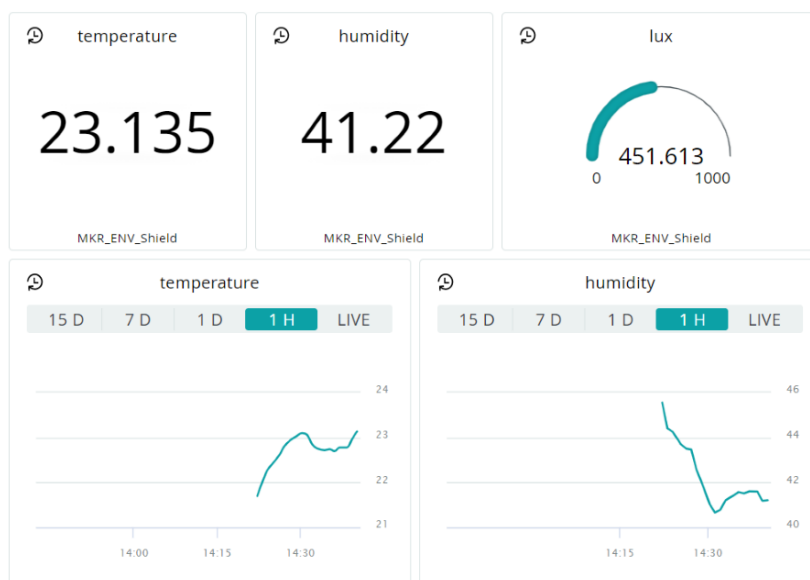 temperature
23.135
MKR_ENV_Shield
humidity
41.22
MKR_ENV_Shield
lux
451.613
0 1000
MKR_ENV_Shield
temperature
15 D 7 D 1 D 1 H LIVE
24
23
22
21
14:00 14:15 14:30
humidity
15 D 7 D 1 D 1 H LIVE
46
44
42
40
14:15 14:30